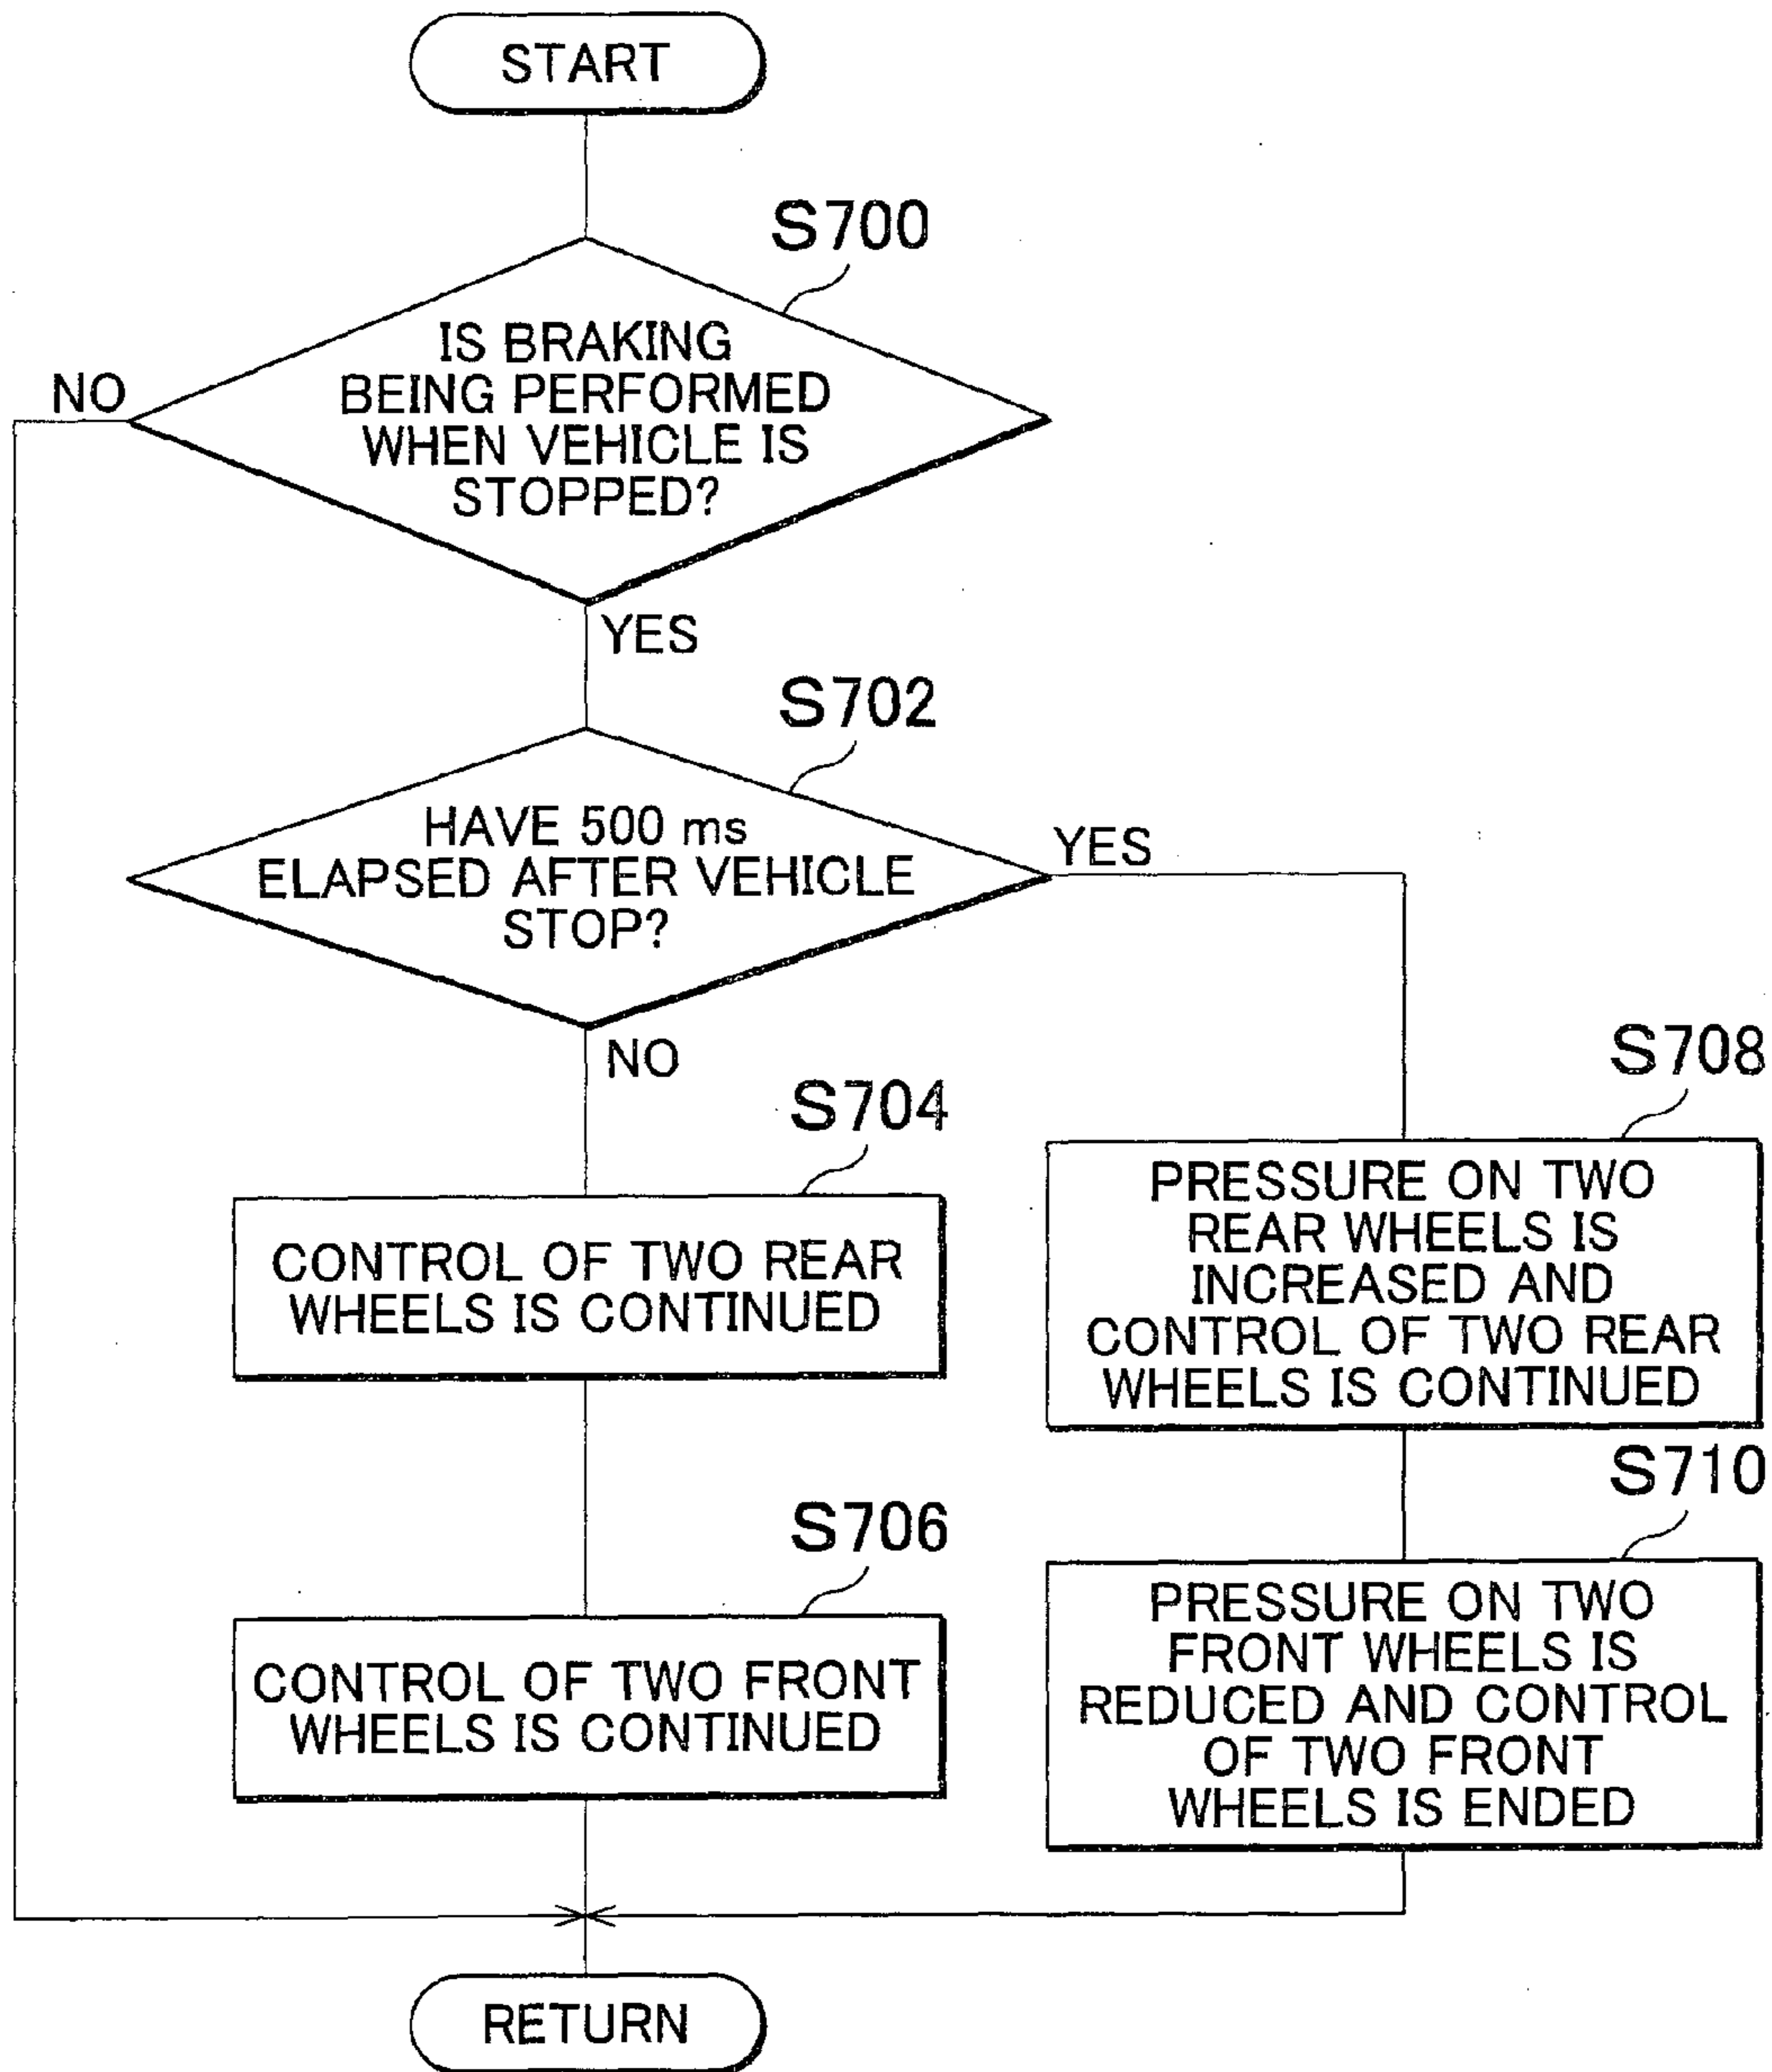 START
S700
IS BRAKING
BEING PERFORMED
WHEN VEHICLE IS
STOPPED?
NO
YES
S702
HAVE 500 ms
ELAPSED AFTER VEHICLE
STOP?
YES
NO
S704
CONTROL OF TWO REAR
WHEELS IS CONTINUED
S706
CONTROL OF TWO FRONT
WHEELS IS CONTINUED
S708
PRESSURE ON TWO
REAR WHEELS IS
INCREASED AND
CONTROL OF TWO REAR
WHEELS IS CONTINUED
S710
PRESSURE ON TWO
FRONT WHEELS IS
REDUCED AND CONTROL
OF TWO FRONT
WHEELS IS ENDED
RETURN